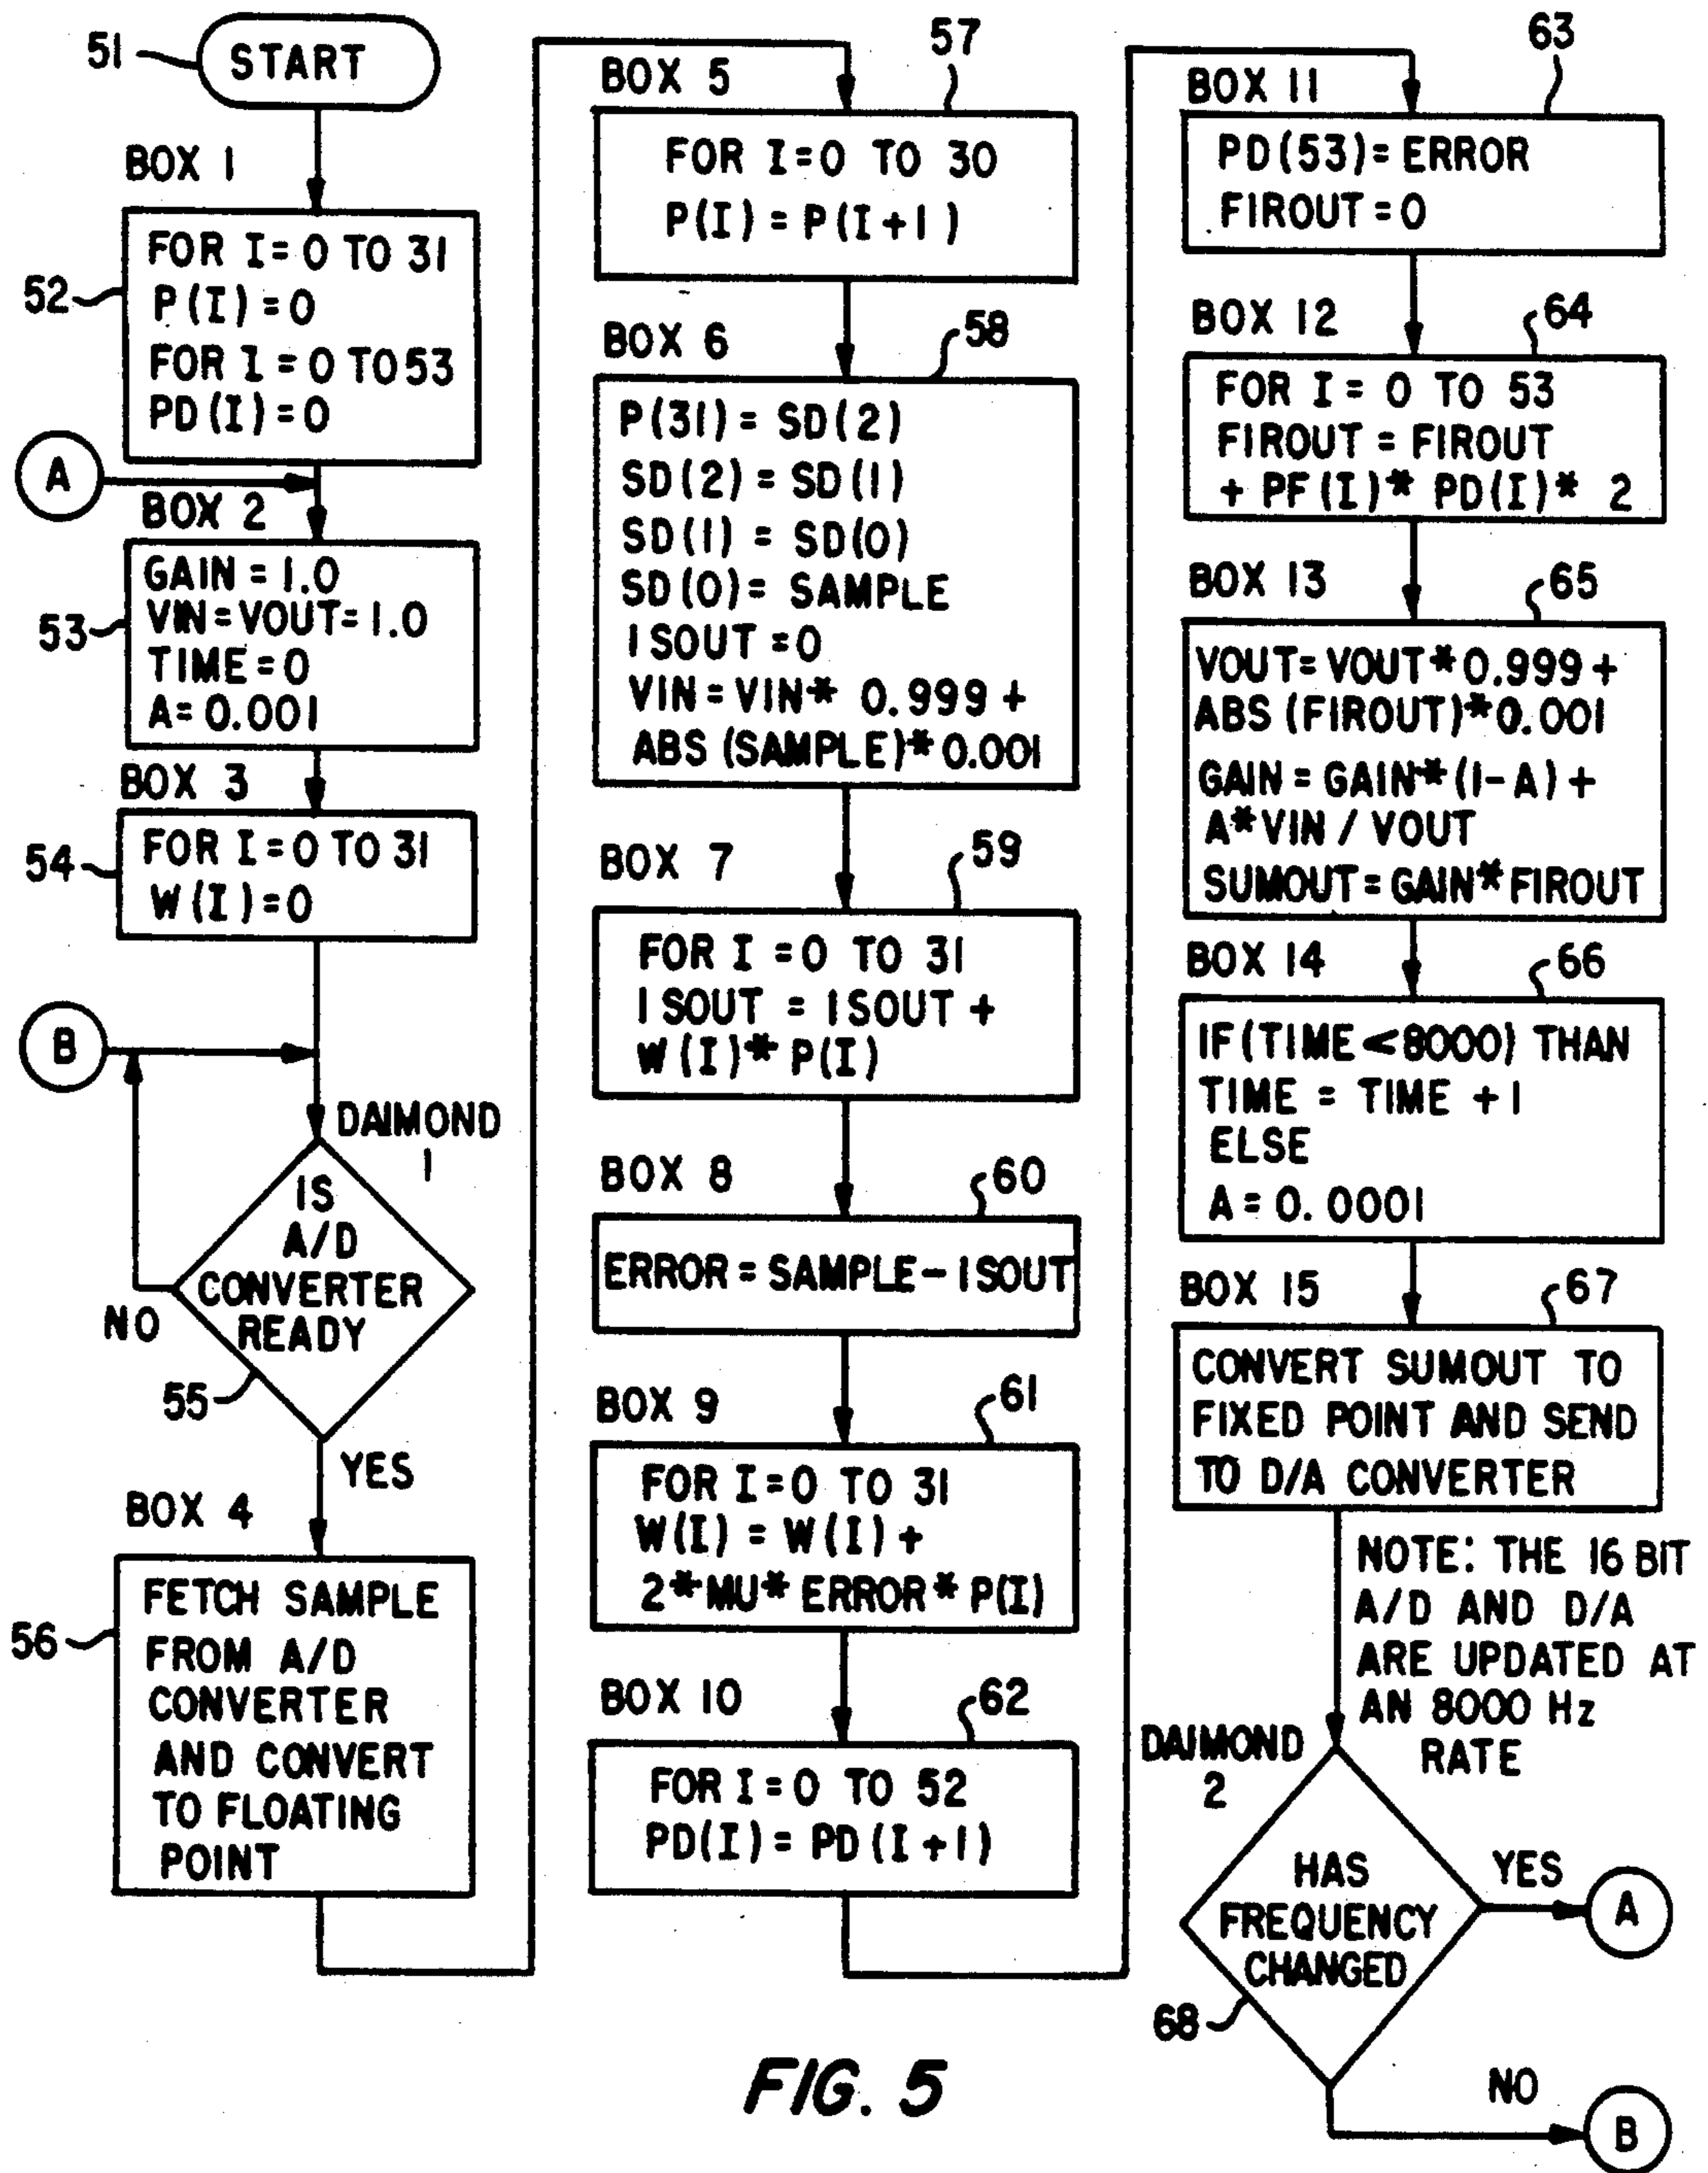 51
START
BOX 1
52
FOR I=0 TO 31
P(I)=0
FOR I=0 TO 53
PD(I)=0
A
BOX 2
53
GAIN=1.0
VIN=VOUT=1.0
TIME=0
A=0.001
BOX 3
54
FOR I=0 TO 31
W(I)=0
B
DAIMOND
1
IS
A/D
CONVERTER
READY
NO
55
YES
BOX 4
56
FETCH SAMPLE
FROM A/D
CONVERTER
AND CONVERT
TO FLOATING
POINT
BOX 5
57
FOR I=0 TO 30
P(I)=P(I+1)
BOX 6
58
P(31)=SD(2)
SD(2)=SD(1)
SD(1)=SD(0)
SD(0)=SAMPLE
ISOUT=0
VIN=VIN* 0.999+
ABS (SAMPLE)*0.001
BOX 7
59
FOR I=0 TO 31
ISOUT = ISOUT +
W(I)* P(I)
BOX 8
60
ERROR=SAMPLE-ISOUT
BOX 9
61
FOR I=0 TO 31
W(I) = W(I)+
2*MU*ERROR*P(I)
BOX 10
62
FOR I=0 TO 52
PD(I)=PD(I+1)
BOX 11
63
PD(53)=ERROR
FIROUT=0
BOX 12
64
FOR I= 0 TO 53
FIROUT = FIROUT
+ PF(I)* PD(I)* 2
BOX 13
65
VOUT=VOUT*0.999+
ABS (FIROUT)*0.001
GAIN=GAIN*(1-A)+
A*VIN/VOUT
SUMOUT=GAIN*FIROUT
BOX 14
66
IF(TIME<8000) THAN
TIME = TIME +1
ELSE
A=0.0001
BOX 15
67
CONVERT SUMOUT TO
FIXED POINT AND SEND
TO D/A CONVERTER
NOTE: THE 16 BIT
A/D AND D/A
ARE UPDATED AT
AN 8000 Hz
RATE
DAIMOND
2
HAS
FREQUENCY
CHANGED
68
YES
A
NO
B
FIG. 5